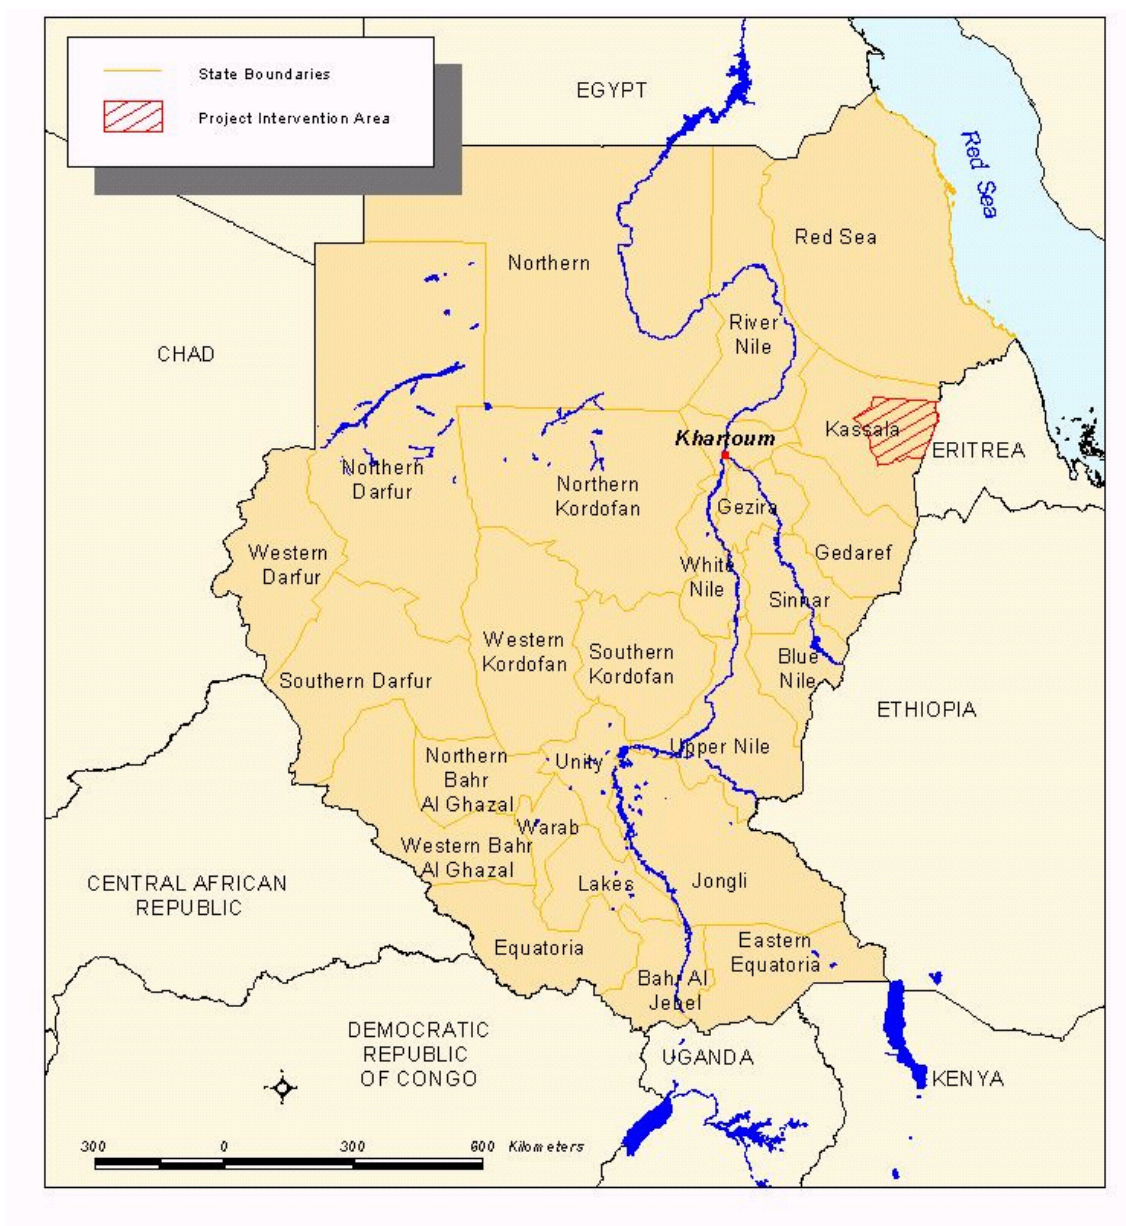 State Boundaries
Project Intervention Area
EGYPT
Red Sea
Red Sea
Northern
River
Nile
CHAD
Kassala
Khartoum
ERITREA
Northern
Darfur
Northern
Kordofan
Gezira
Western
Darfur
White
Nile
Gedaref
Sinnar
Western
Kordofan
Southern
Kordofan
Blue
Nile
Southern Darfur
ETHIOPIA
Northern
Bahr
Al Ghazal
Unity
Upper Nile
Warab
Western Bahr
Al Ghazal
Lakes
Jongli
CENTRAL AFRICAN
REPUBLIC
Equatoria
Eastern
Equatoria
Bahr Al
Jebel
DEMOCRATIC
REPUBLIC
OF CONGO
UGANDA
KENYA
300 0 300 600 Kilometers